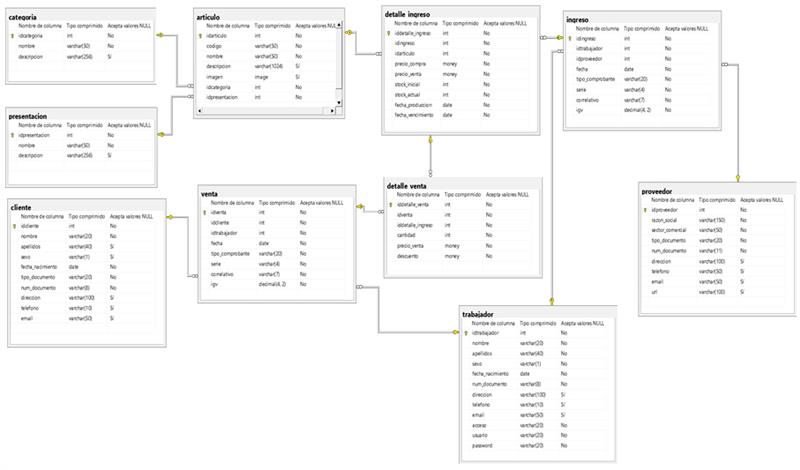 categoria
Nombre de columna Tipo comprimido Acepta valores NULL
idcategoria int No
nombre varchar(50) No
descripcion varchar(256) Sí
articulo
Nombre de columna Tipo comprimido Acepta valores NULL
idarticulo int No
codigo varchar(50) No
nombre varchar(50) No
descripcion varchar(1024) Sí
imagen image Sí
idcategoria int No
idpresentacion int No
detalle_ingreso
Nombre de columna Tipo comprimido Acepta valores NULL
iddetalle_ingreso int No
idingreso int No
idarticulo int No
precio_compra money No
precio_venta money No
stock_inicial int No
stock_actual int No
fecha_produccion date No
fecha_vencimiento date No
ingreso
Nombre de columna Tipo comprimido Acepta valores NULL
idingreso int No
idtrabajador int No
idproveedor int No
fecha date No
tipo_comprobante varchar(20) No
serie varchar(4) No
correlativo varchar(7) No
igv decimal(4, 2) No
presentacion
Nombre de columna Tipo comprimido Acepta valores NULL
idpresentacion int No
nombre varchar(50) No
descripcion varchar(256) Sí
cliente
Nombre de columna Tipo comprimido Acepta valores NULL
idcliente int No
nombre varchar(20) No
apellidos varchar(40) Sí
sexo varchar(1) Sí
fecha_nacimiento date No
tipo_documento varchar(20) No
num_documento varchar(8) No
direccion varchar(100) Sí
telefono varchar(10) Sí
email varchar(50) Sí
venta
Nombre de columna Tipo comprimido Acepta valores NULL
idventa int No
idcliente int No
idtrabajador int No
fecha date No
tipo_comprobante varchar(20) No
serie varchar(4) No
correlativo varchar(7) No
igv decimal(4, 2) No
detalle_venta
Nombre de columna Tipo comprimido Acepta valores NULL
iddetalle_venta int No
idventa int No
iddetalle_ingreso int No
cantidad int No
precio_venta money No
descuento money No
proveedor
Nombre de columna Tipo comprimido Acepta valores NULL
idproveedor int No
razon_social varchar(150) No
sector_comercial varchar(50) No
tipo_documento varchar(20) No
num_documento varchar(11) No
direccion varchar(100) Sí
telefono varchar(50) Sí
email varchar(50) Sí
url varchar(100) Sí
trabajador
Nombre de columna Tipo comprimido Acepta valores NULL
idtrabajador int No
nombre varchar(20) No
apellidos varchar(40) No
sexo varchar(1) No
fecha_nacimiento date No
num_documento varchar(8) No
direccion varchar(100) Sí
telefono varchar(10) Sí
email varchar(50) Sí
acceso varchar(20) No
usuario varchar(20) No
password varchar(20) No